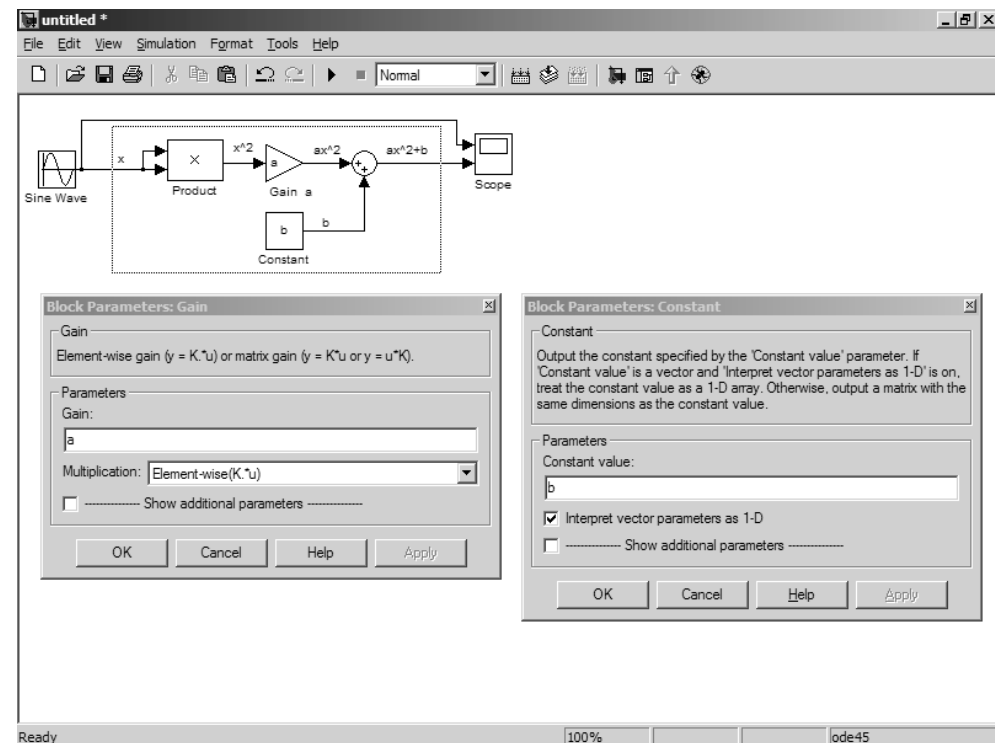 untitled *
File Edit View Simulation Format Tools Help
Normal
x
x^2
a
ax^2
ax^2+b
Sine Wave
Product
Gain a
Scope
b
b
Constant
Block Parameters: Gain
Gain
Element-wise gain (y = K.*u) or matrix gain (y = K*u or y = u*K).
Parameters
Gain:
a
Multiplication: Element-wise(K.*u)
--------------- Show additional parameters ---------------
OK Cancel Help Apply
Block Parameters: Constant
Constant
Output the constant specified by the 'Constant value' parameter. If
'Constant value' is a vector and 'Interpret vector parameters as 1-D' is on,
treat the constant value as a 1-D array. Otherwise, output a matrix with the
same dimensions as the constant value.
Parameters
Constant value:
b
Interpret vector parameters as 1-D
--------------- Show additional parameters ---------------
OK Cancel Help Apply
Ready 100% ode45